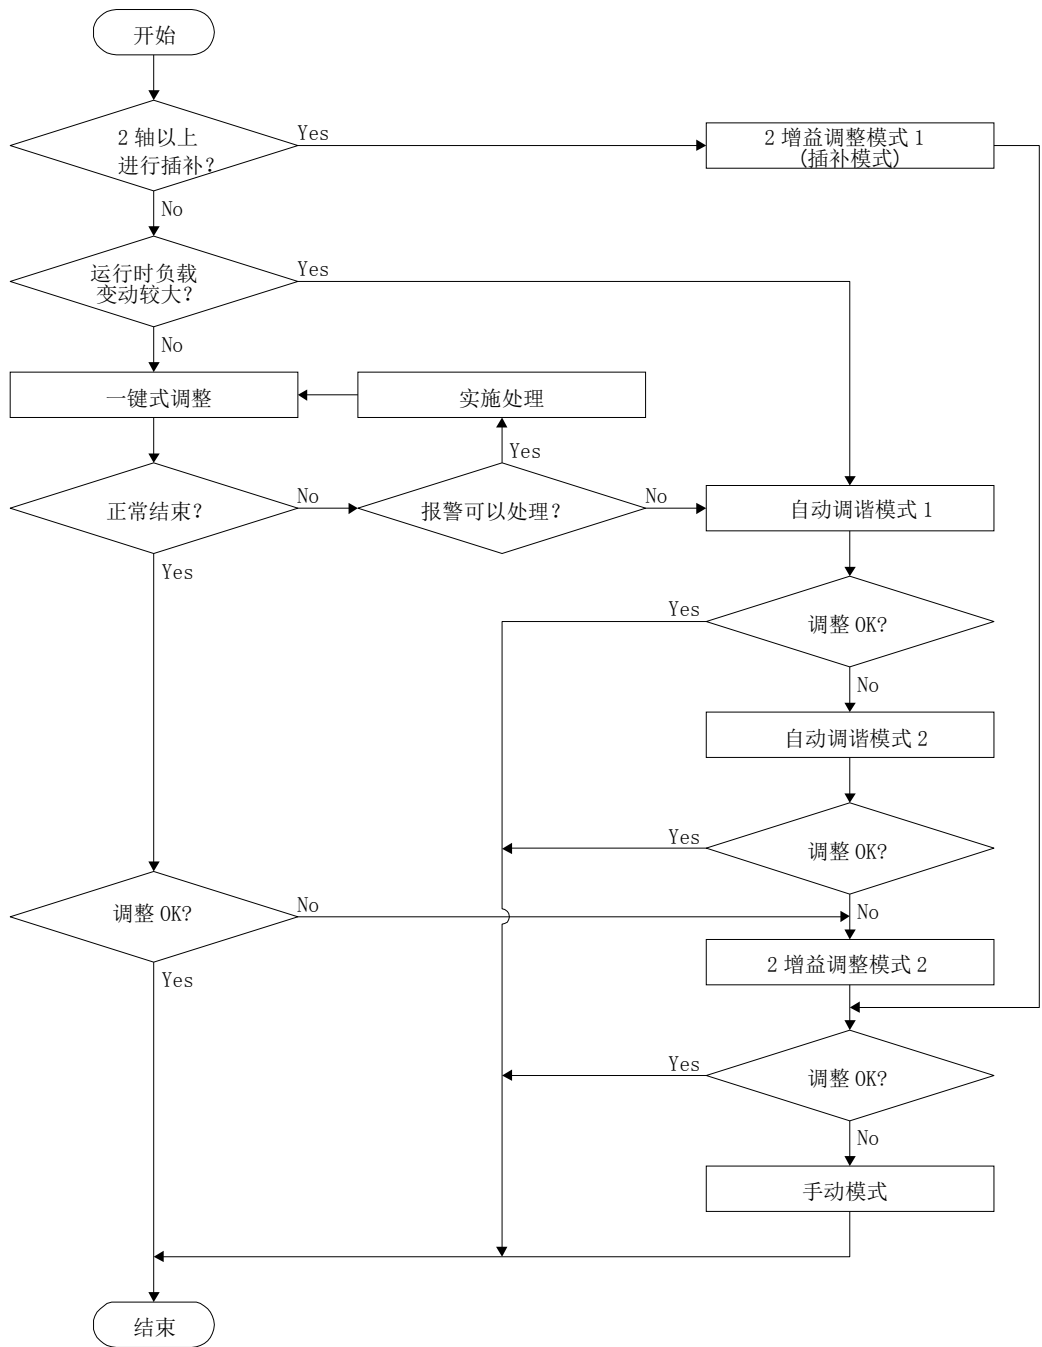 开始
2 轴以上
进行插补?
Yes
2 增益调整模式 1
(插补模式)
No
运行时负载
变动较大?
Yes
No
一键式调整
实施处理
Yes
正常结束?
No
报警可以处理?
No
自动调谐模式 1
Yes
Yes
调整 OK?
No
自动调谐模式 2
Yes
调整 OK?
调整 OK?
No
No
2 增益调整模式 2
Yes
Yes
调整 OK?
No
手动模式
结束